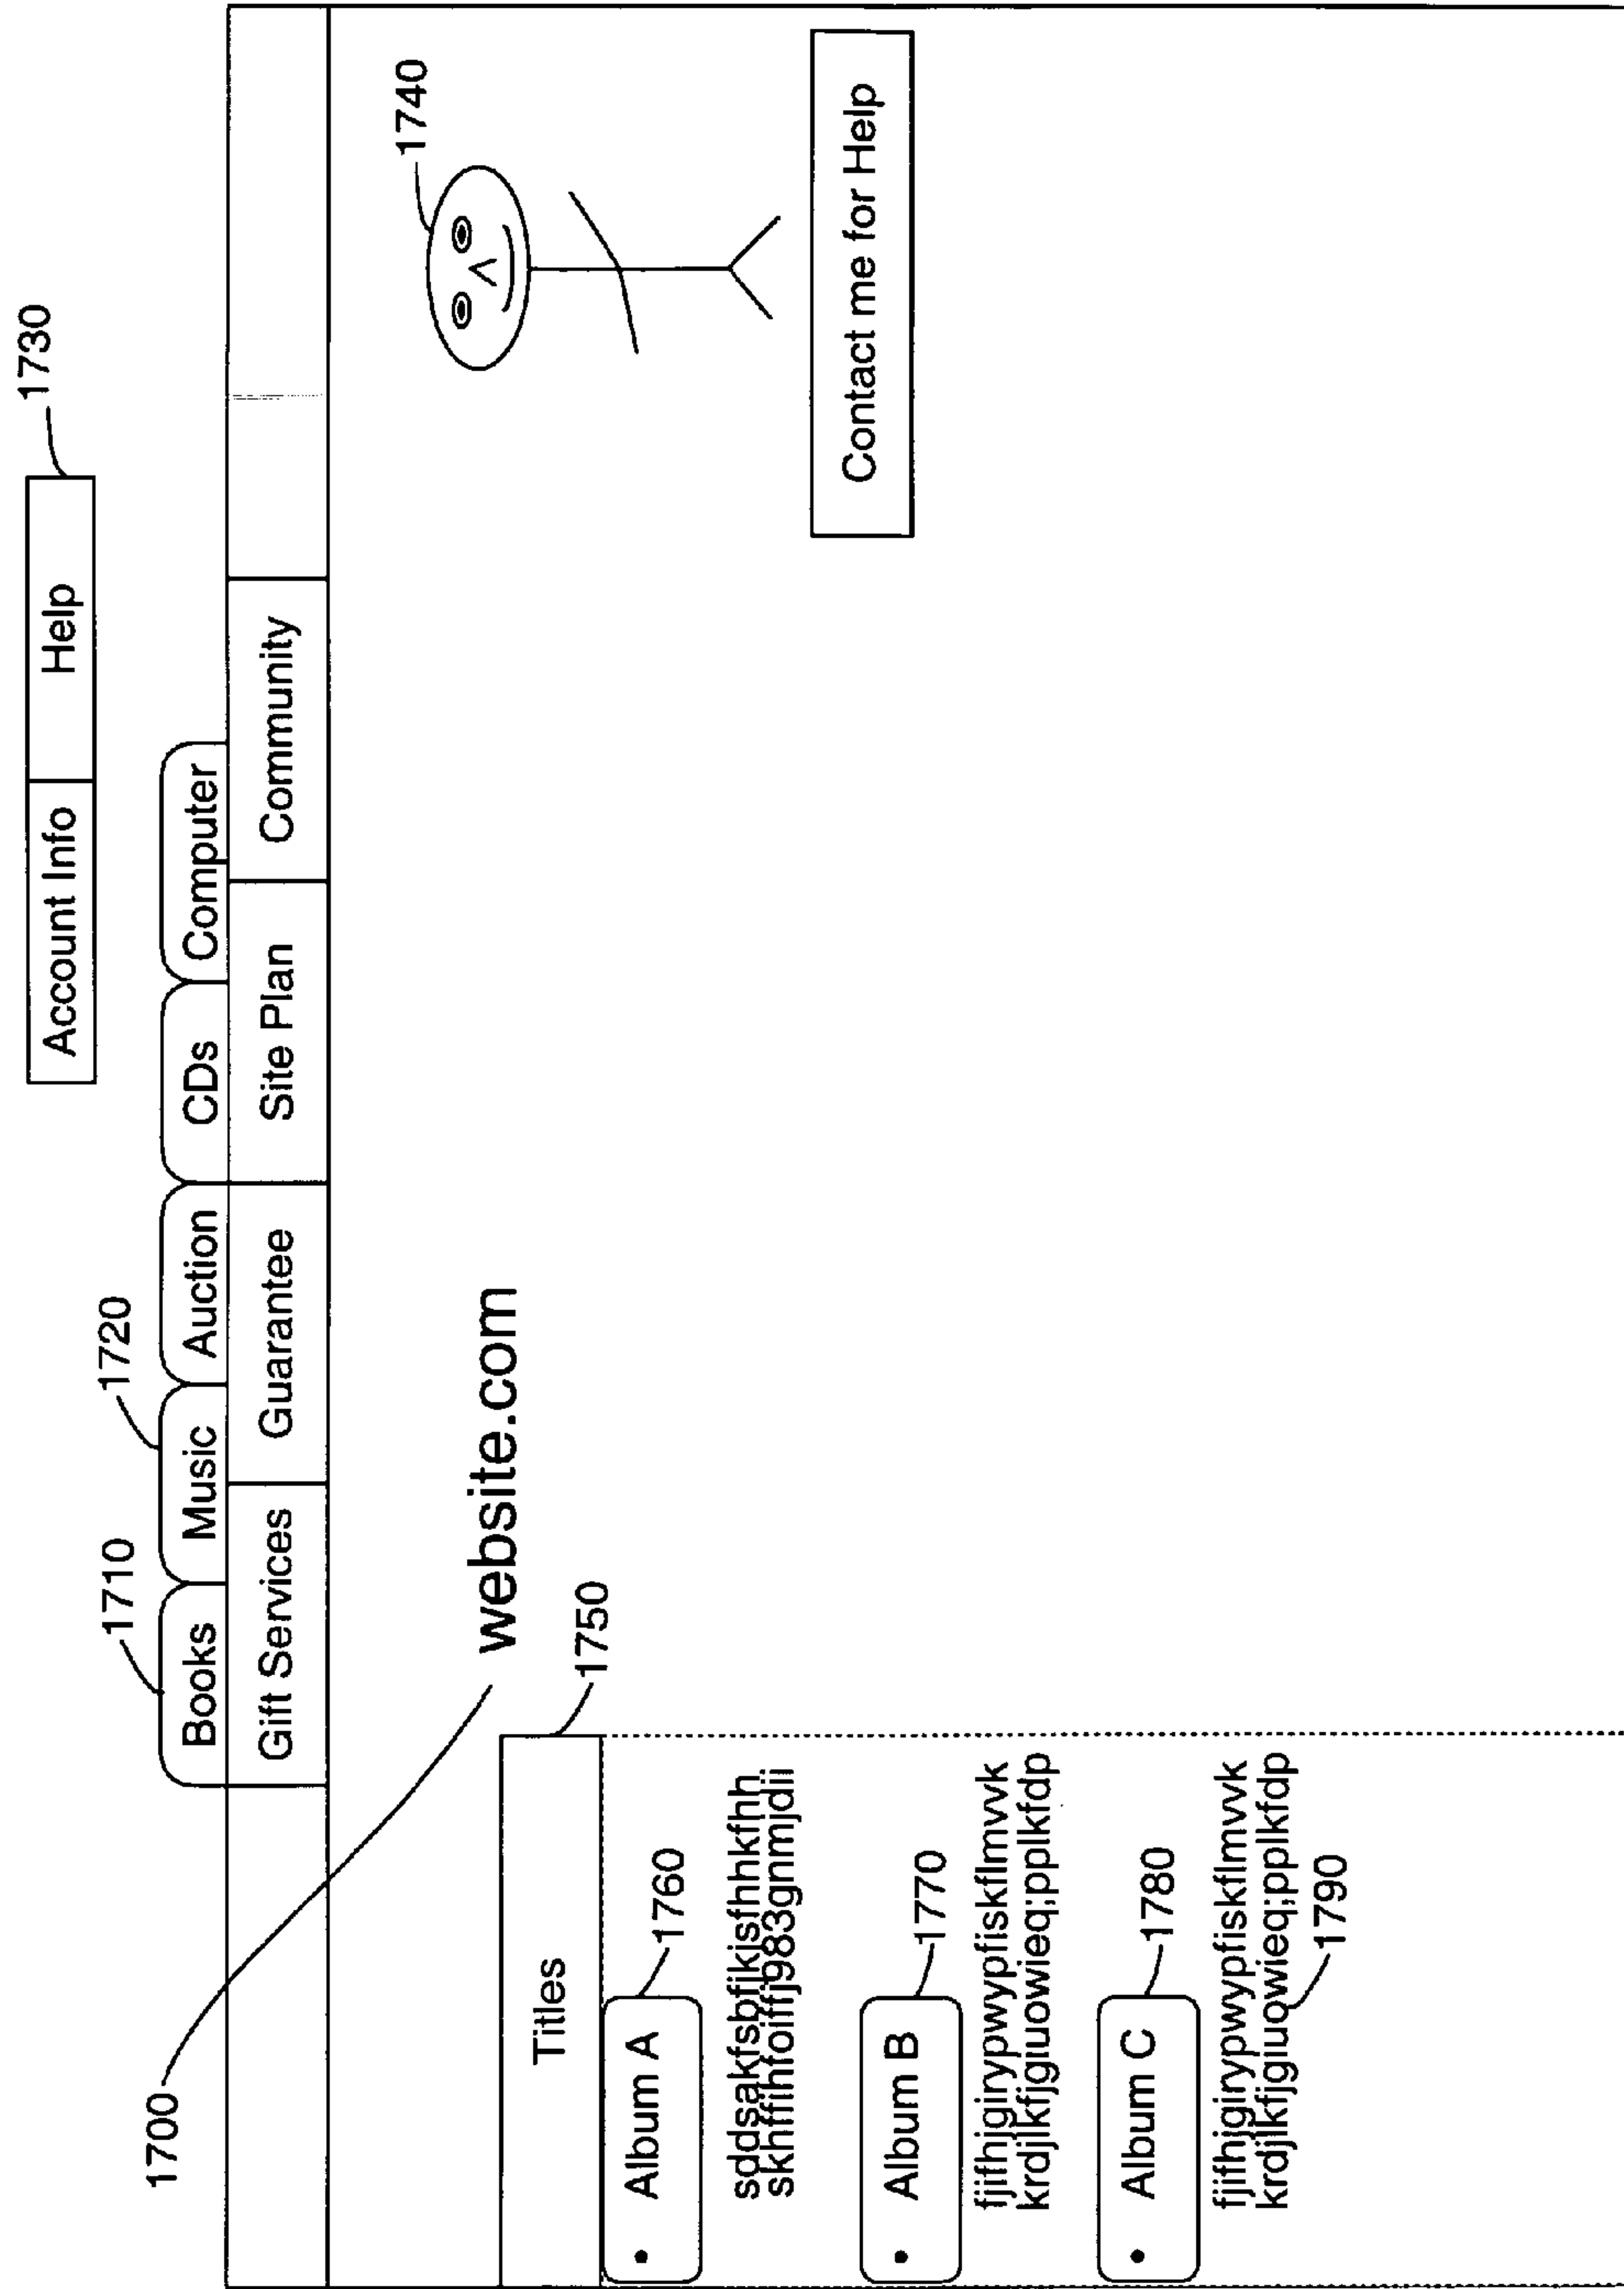 1730
Account Info Help
1710
1720
Books Music Auction CDs Computer
Gift Services Guarantee Site Plan Community
1700
1740
website.com
1750
Titles
• Album A
1760
sddsakfsbfjkjsfhhkfhh
skhffihfoiffj983gnmjdii
• Album B
1770
fjifhjgirypwypfiskflmvvk
krdjlkfjgiuowieq;pplkfdp
• Album C
1780
fjifhjgirypwypfiskflmvvk
krdjlkfjgiuowieq;pplkfdp
1790
Contact me for Help